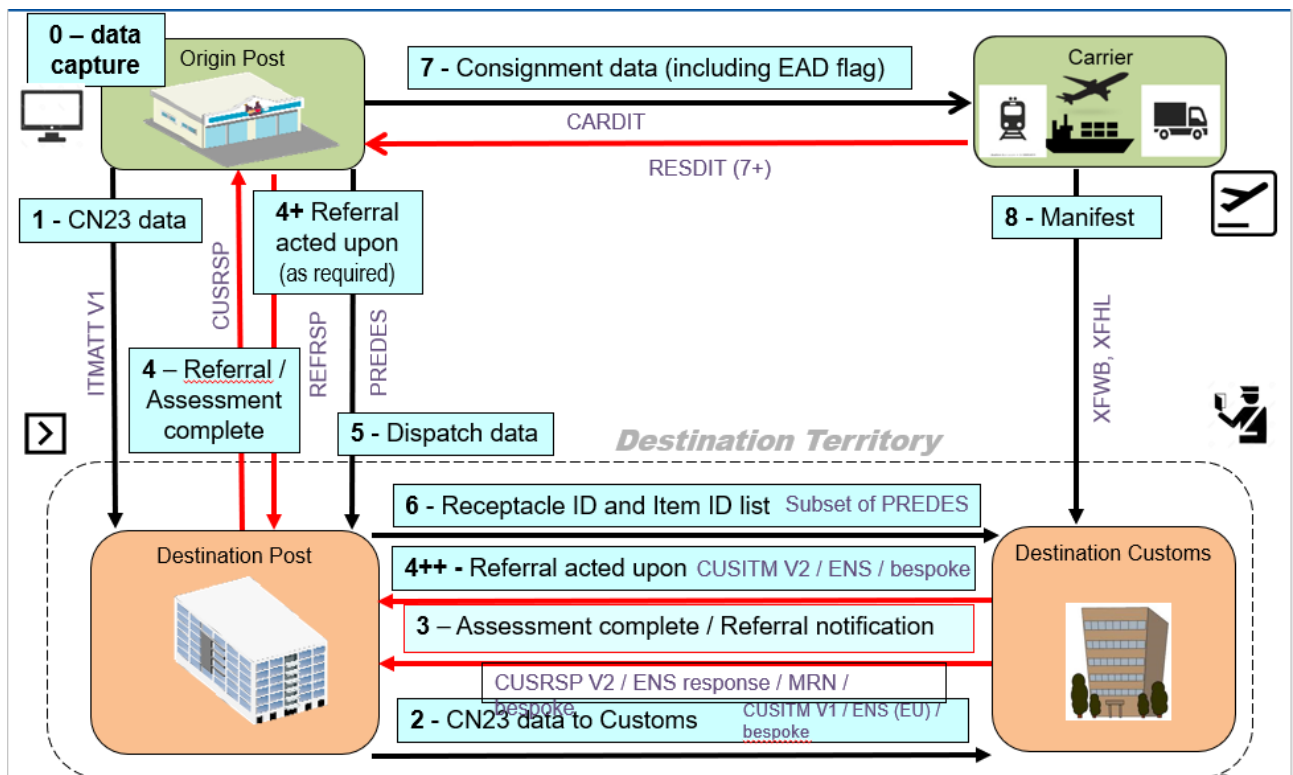 0 – data
capture
Origin Post
7 - Consignment data (including EAD flag)
CARDIT
RESDIT (7+)
Carrier
1 - CN23 data
4+ Referral
acted upon
(as required)
8 - Manifest
ITMATT V1
CUSRSP
REFRSP
PREDES
XFWB, XFHL
4 – Referral /
Assessment
complete
5 - Dispatch data
Destination Territory
6 - Receptacle ID and Item ID list Subset of PREDES
Destination Post
Destination Customs
4++ - Referral acted upon CUSITM V2 / ENS / bespoke
3 – Assessment complete / Referral notification
CUSRSP V2 / ENS response / MRN /
bespoke
2 - CN23 data to Customs CUSITM V1 / ENS (EU) /
bespoke